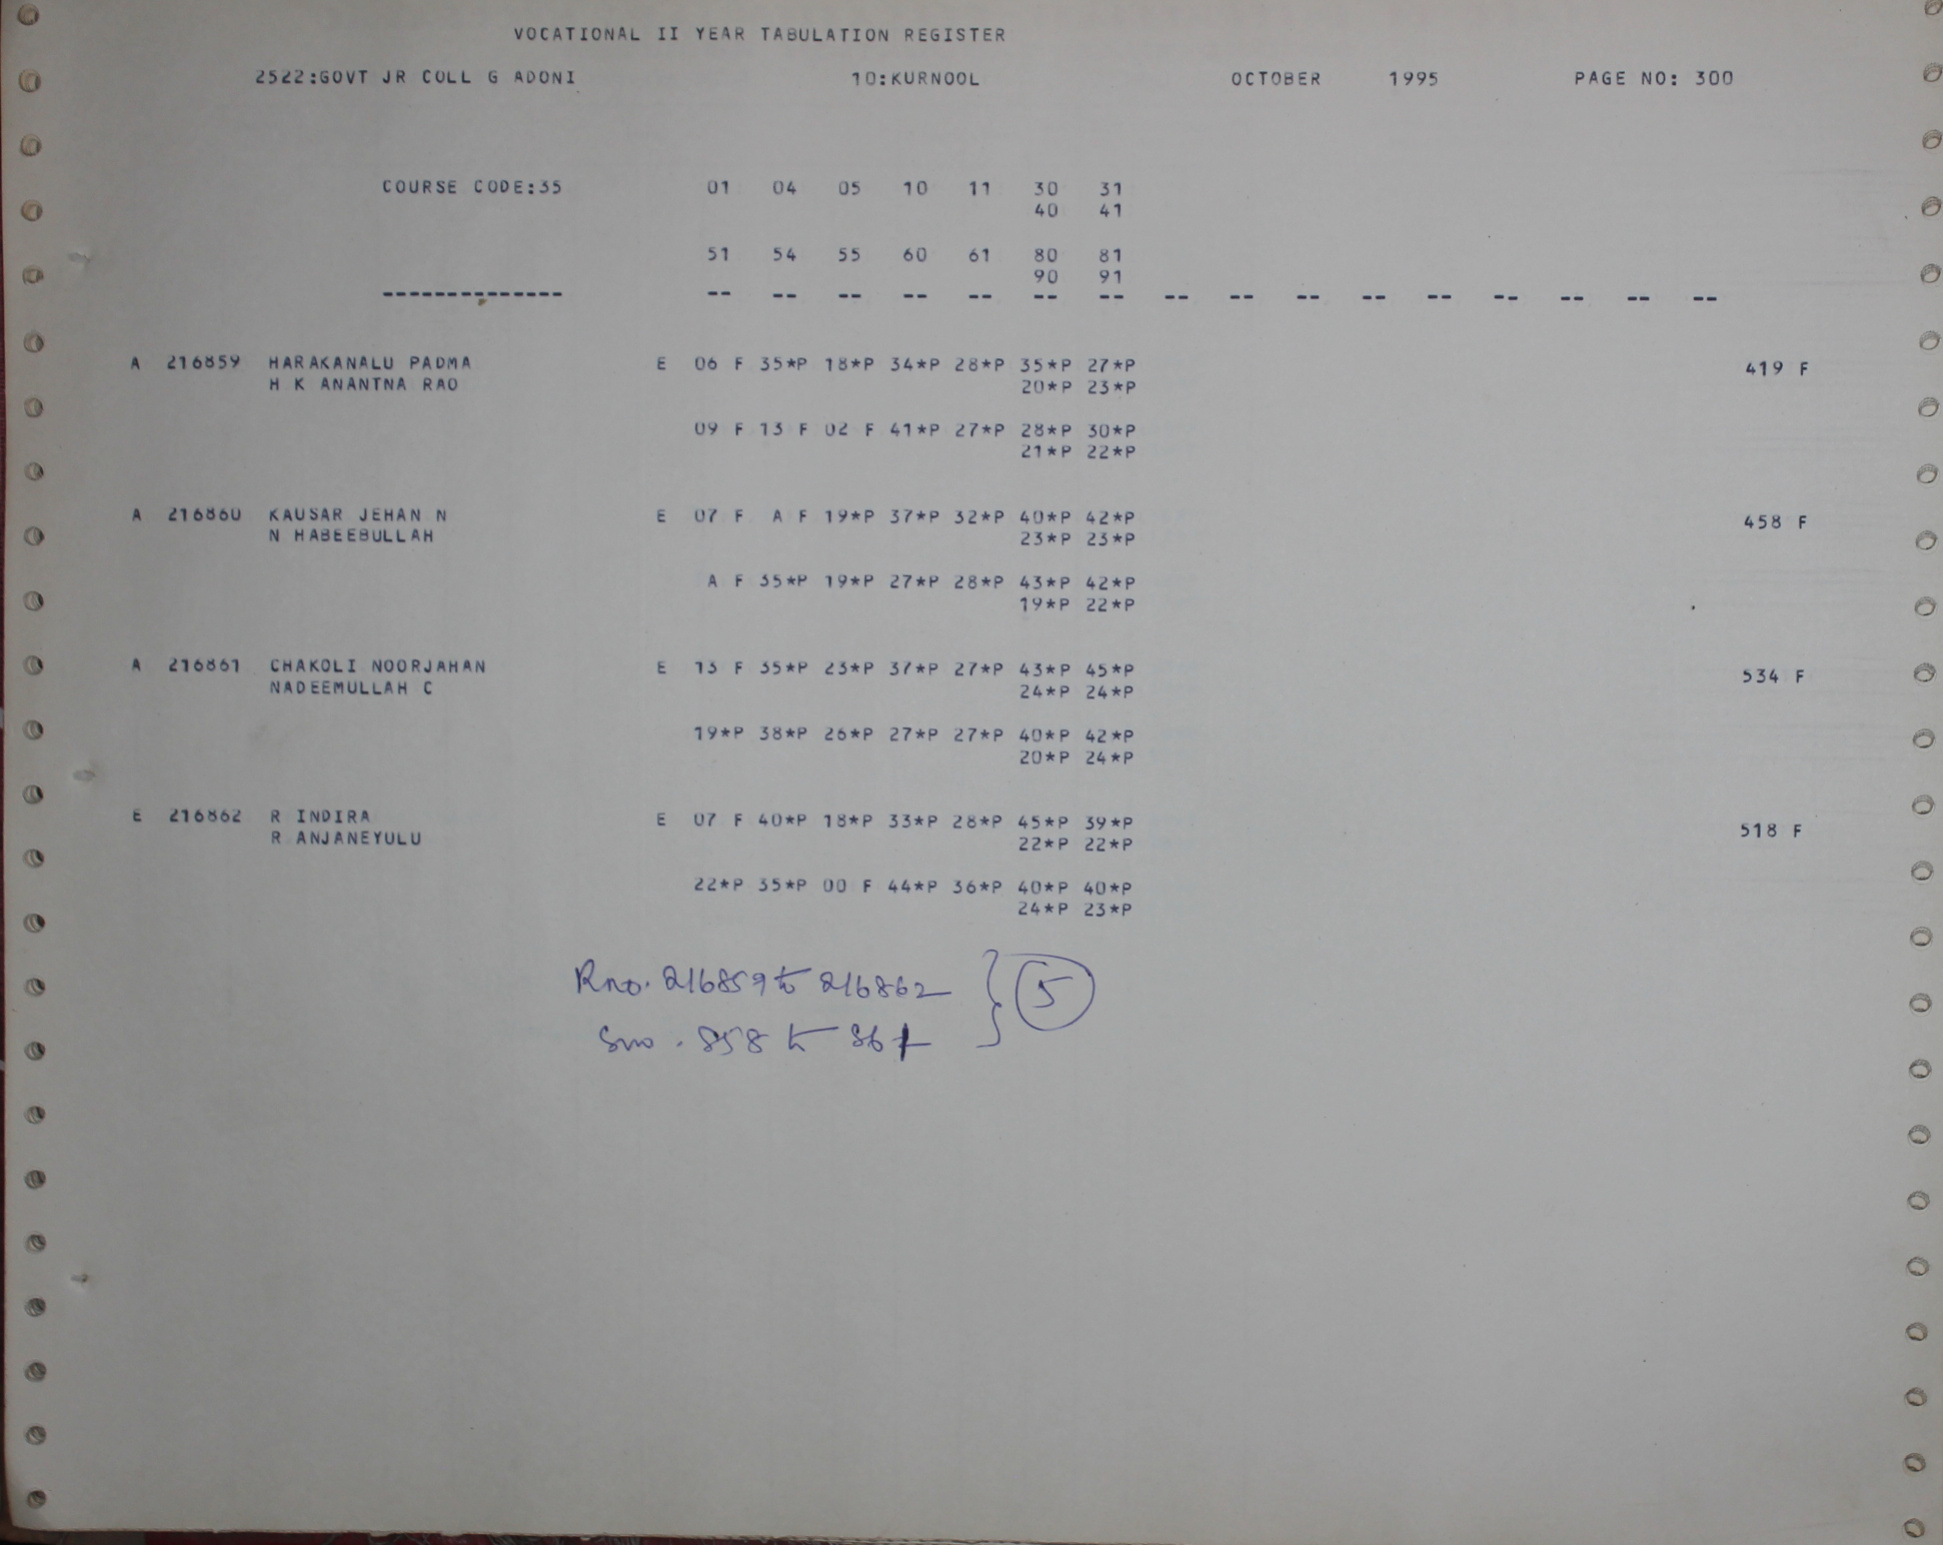 VOCATIONAL II YEAR TABULATION REGISTER
2522:GOVT JR COLL G ADONI 10:KURNOOL OCTOBER 1995 PAGE NO: 300
COURSE CODE:35 01 04 05 10 11 30 31
40 41
51 54 55 60 61 80 81
90 91
-------------- -- -- -- -- -- -- -- -- -- -- -- -- -- -- -- --
A 216859 HARAKANALU PADMA E 06 F 35*P 18*P 34*P 28*P 35*P 27*P 419 F
H K ANANTNA RAO 20*P 23*P
09 F 13 F 02 F 41*P 27*P 28*P 30*P
21*P 22*P
A 216860 KAUSAR JEHAN N E 07 F A F 19*P 37*P 32*P 40*P 42*P 458 F
N HABEEBULLAH 23*P 23*P
A F 35*P 19*P 27*P 28*P 43*P 42*P
19*P 22*P
A 216861 CHAKOLI NOORJAHAN E 13 F 35*P 23*P 37*P 27*P 43*P 45*P 534 F
NADEEMULLAH C 24*P 24*P
19*P 38*P 26*P 27*P 27*P 40*P 42*P
20*P 24*P
E 216862 R INDIRA E 07 F 40*P 18*P 33*P 28*P 45*P 39*P 518 F
R ANJANEYULU 22*P 22*P
22*P 35*P 00 F 44*P 36*P 40*P 40*P
24*P 23*P
Rno. 216859 to 216862 } 5
Sno. 858 to 861